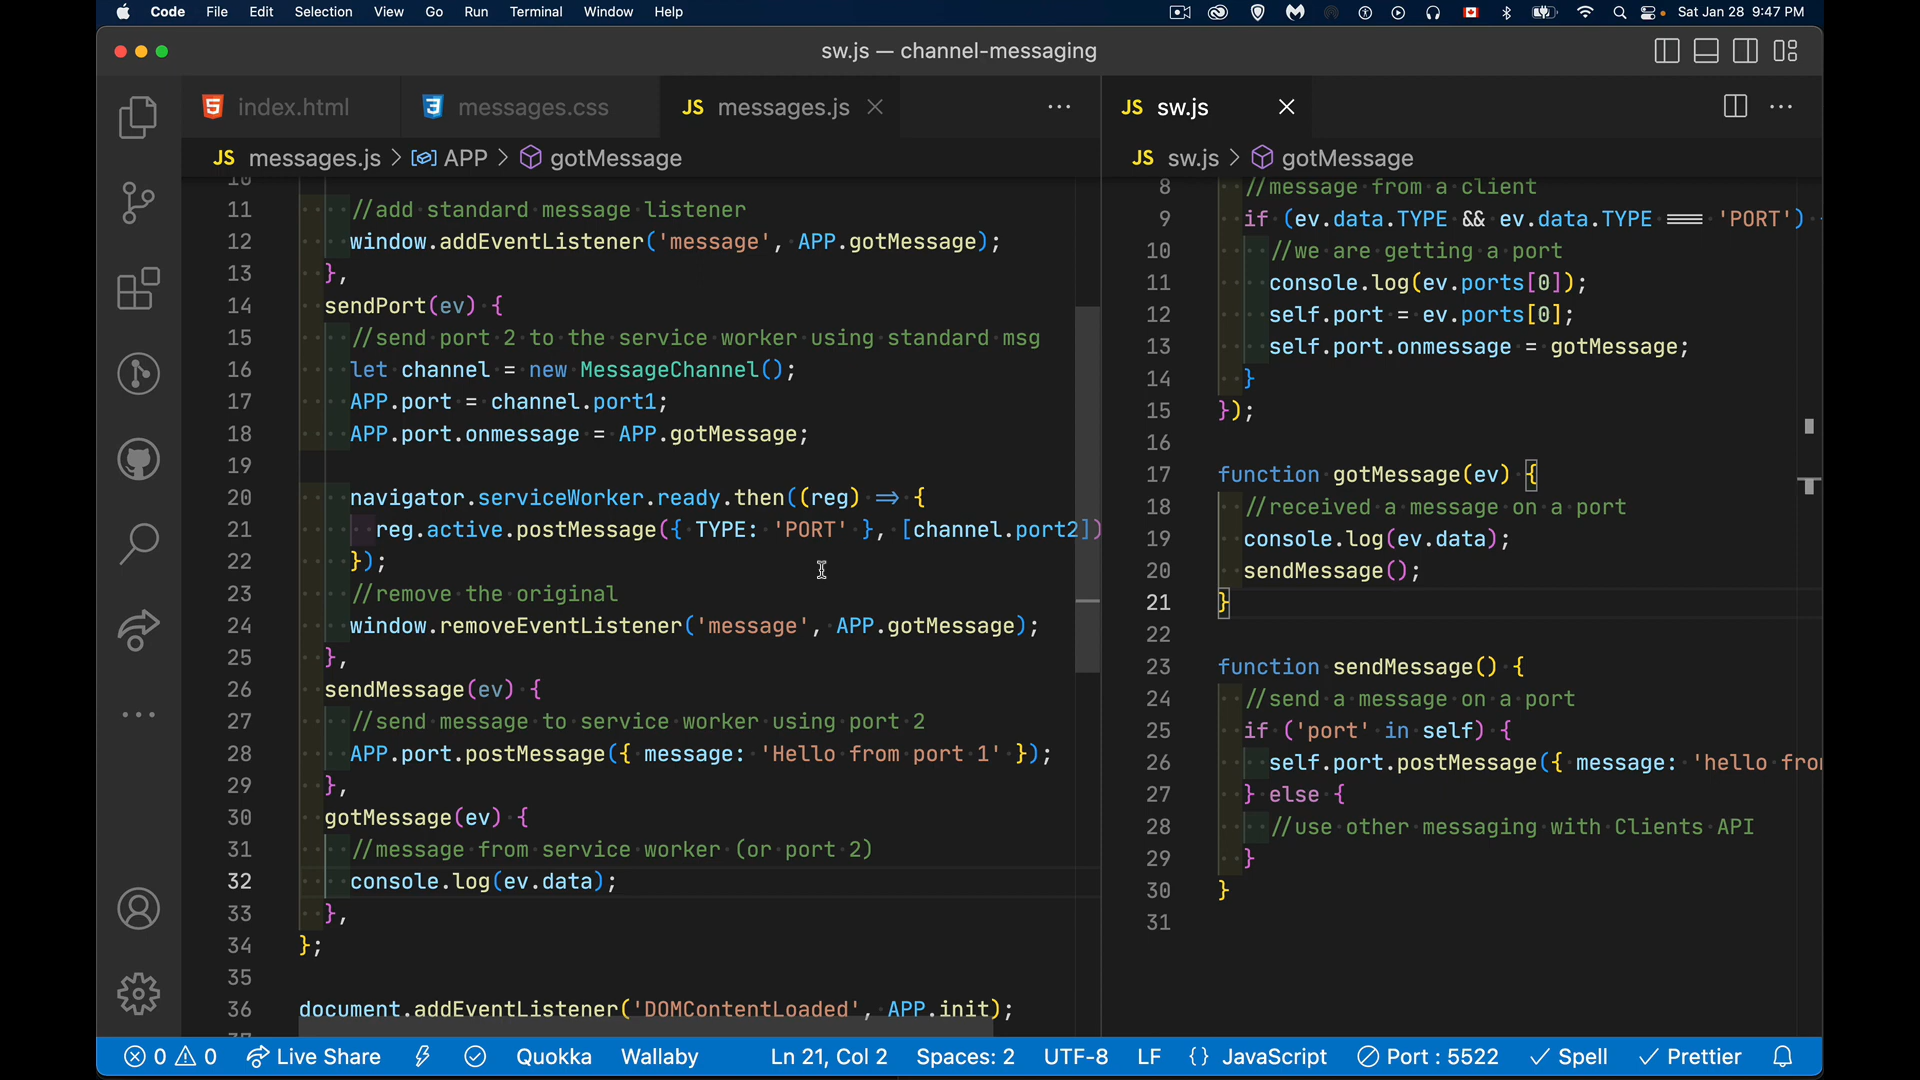 Code File Edit Selection View Go Run Terminal Window Help Sat Jan 28 9:47 PM
sw.js — channel-messaging
index.html messages.css JS messages.js JS sw.js
JS messages.js > APP > gotMessage
11 //add standard message listener
12 window.addEventListener('message', APP.gotMessage);
13 },
14 sendPort(ev) {
15 //send port 2 to the service worker using standard msg
16 let channel = new MessageChannel();
17 APP.port = channel.port1;
18 APP.port.onmessage = APP.gotMessage;
19
20 navigator.serviceWorker.ready.then((reg) => {
21 reg.active.postMessage({ TYPE: 'PORT' }, [channel.port2])
22 });
23 //remove the original
24 window.removeEventListener('message', APP.gotMessage);
25 },
26 sendMessage(ev) {
27 //send message to service worker using port 2
28 APP.port.postMessage({ message: 'Hello from port 1' });
29 },
30 gotMessage(ev) {
31 //message from service worker (or port 2)
32 console.log(ev.data);
33 },
34 };
35
36 document.addEventListener('DOMContentLoaded', APP.init);
JS sw.js > gotMessage
8 //message from a client
9 if (ev.data.TYPE && ev.data.TYPE === 'PORT')
10 //we are getting a port
11 console.log(ev.ports[0]);
12 self.port = ev.ports[0];
13 self.port.onmessage = gotMessage;
14 }
15 });
16
17 function gotMessage(ev) {
18 //received a message on a port
19 console.log(ev.data);
20 sendMessage();
21 }
22
23 function sendMessage() {
24 //send a message on a port
25 if ('port' in self) {
26 self.port.postMessage({ message: 'hello fro
27 } else {
28 //use other messaging with Clients API
29 }
30 }
31
0 0 Live Share Quokka Wallaby Ln 21, Col 2 Spaces: 2 UTF-8 LF {} JavaScript Port : 5522 Spell Prettier